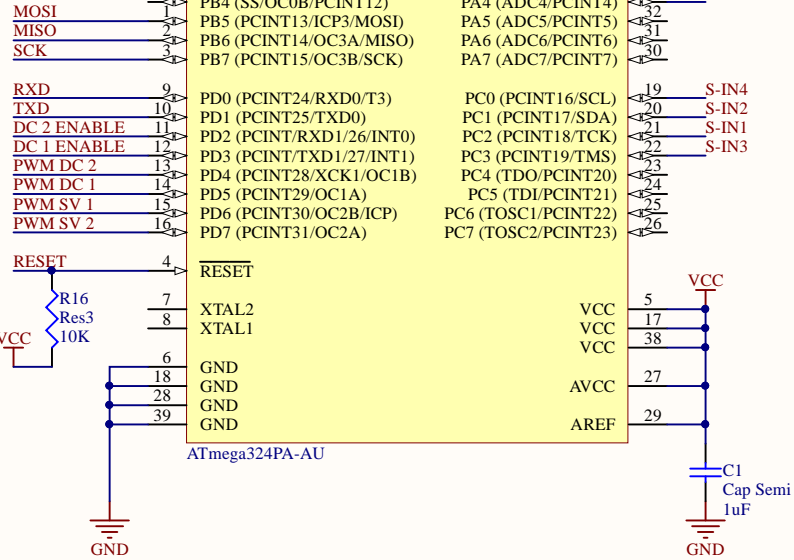 PB4 (SS/OC0B/PCINT12) PA4 (ADC4/PCINT4)
MOSI 1 PB5 (PCINT13/ICP3/MOSI) PA5 (ADC5/PCINT5) 32
MISO 2 PB6 (PCINT14/OC3A/MISO) PA6 (ADC6/PCINT6) 31
SCK 3 PB7 (PCINT15/OC3B/SCK) PA7 (ADC7/PCINT7) 30
RXD 9 PD0 (PCINT24/RXD0/T3) PC0 (PCINT16/SCL) 19 S-IN4
TXD 10 PD1 (PCINT25/TXD0) PC1 (PCINT17/SDA) 20 S-IN2
DC 2 ENABLE 11 PD2 (PCINT/RXD1/26/INT0) PC2 (PCINT18/TCK) 21 S-IN1
DC 1 ENABLE 12 PD3 (PCINT/TXD1/27/INT1) PC3 (PCINT19/TMS) 22 S-IN3
PWM DC 2 13 PD4 (PCINT28/XCK1/OC1B) PC4 (TDO/PCINT20) 23
PWM DC 1 14 PD5 (PCINT29/OC1A) PC5 (TDI/PCINT21) 24
PWM SV 1 15 PD6 (PCINT30/OC2B/ICP) PC6 (TOSC1/PCINT22) 25
PWM SV 2 16 PD7 (PCINT31/OC2A) PC7 (TOSC2/PCINT23) 26
RESET 4 RESET
VCC
R16
Res3
10K
VCC
7 XTAL2 VCC 5
8 XTAL1 VCC 17
VCC 38
6 GND
18 GND AVCC 27
28 GND
39 GND AREF 29
ATmega324PA-AU
C1
Cap Semi
1uF
GND GND